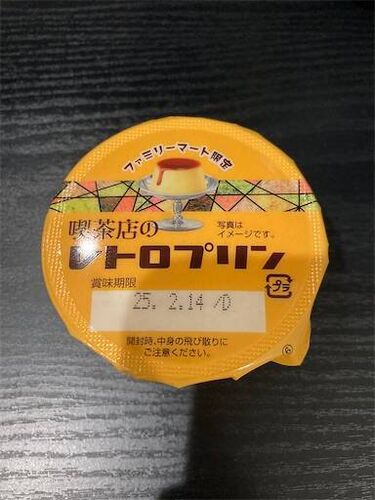 ファミリーマート限定
喫茶店の
写真は
イメージです。
レトロプリン
賞味期限
プラ
25. 2.14 /D
開封時、中身の飛び散りに
ご注意ください。